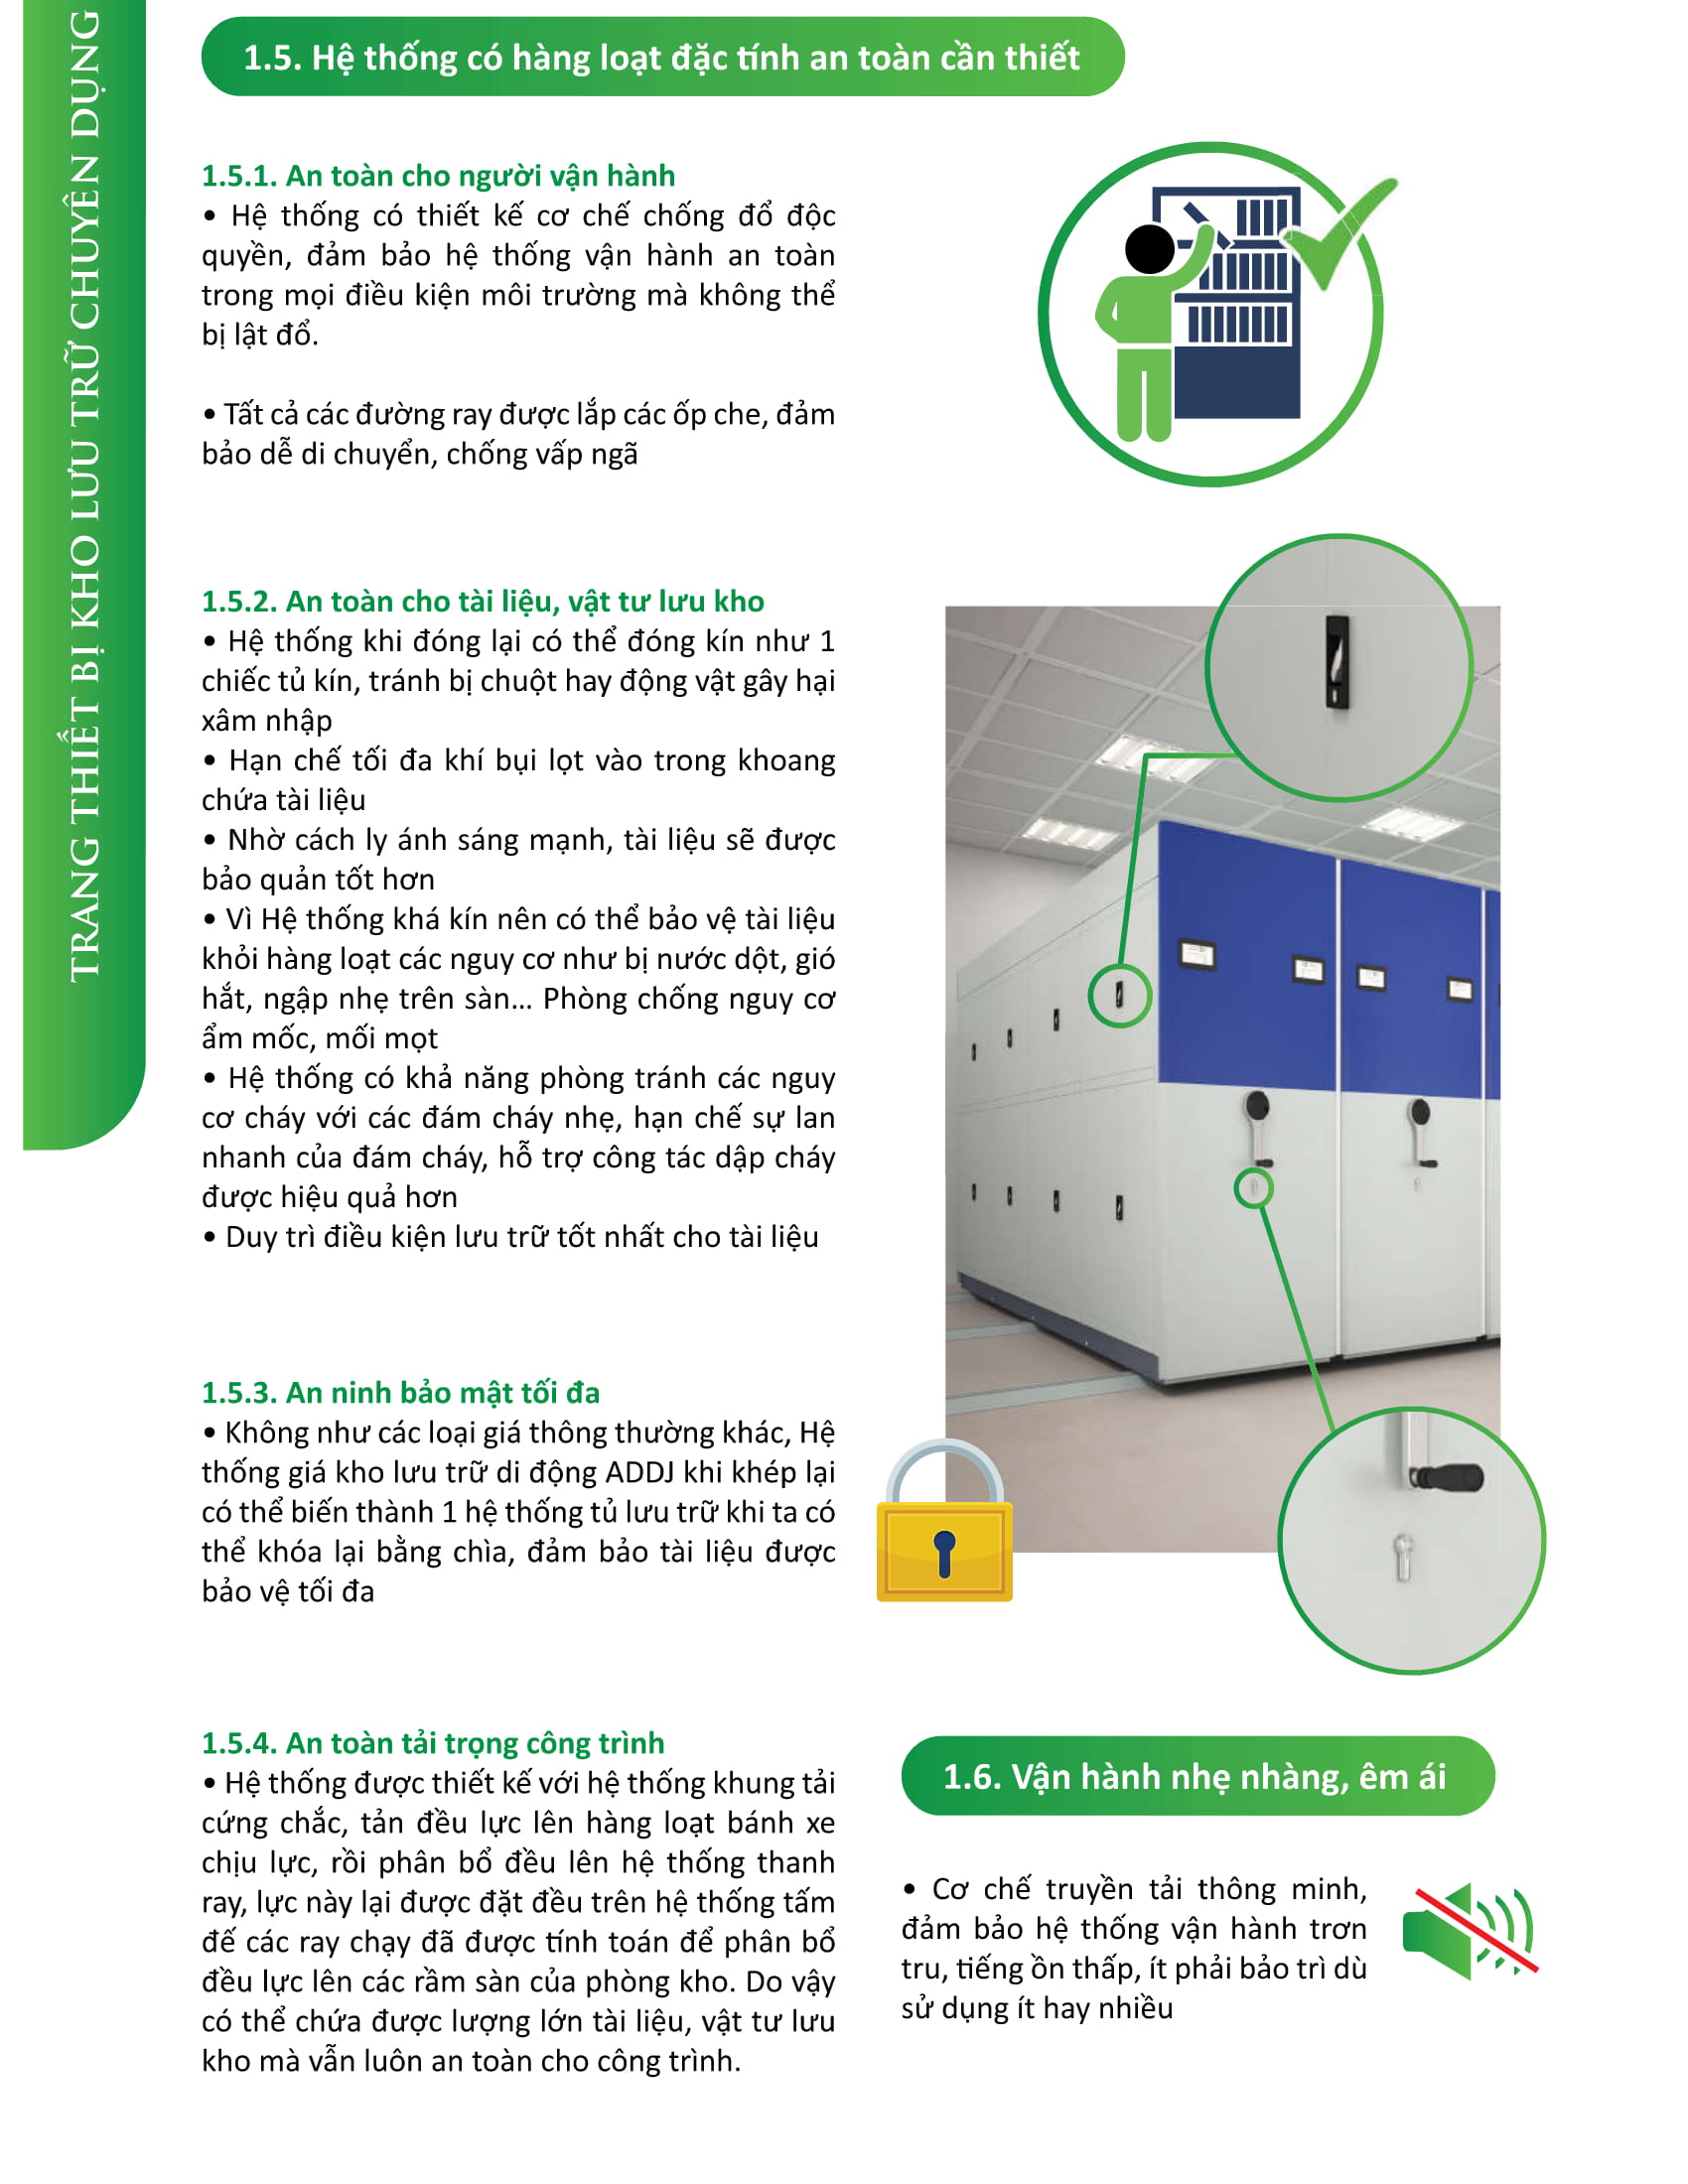 TRANG THIẾT BỊ KHO LƯU TRỮ CHUYÊN DỤNG
1.5. Hệ thống có hàng loạt đặc tính an toàn cần thiết
1.5.1. An toàn cho người vận hành
• Hệ thống có thiết kế cơ chế chống đổ độc
quyền, đảm bảo hệ thống vận hành an toàn
trong mọi điều kiện môi trường mà không thể
bị lật đổ.
• Tất cả các đường ray được lắp các ốp che, đảm
bảo dễ di chuyển, chống vấp ngã
1.5.2. An toàn cho tài liệu, vật tư lưu kho
• Hệ thống khi đóng lại có thể đóng kín như 1
chiếc tủ kín, tránh bị chuột hay động vật gây hại
xâm nhập
• Hạn chế tối đa khí bụi lọt vào trong khoang
chứa tài liệu
• Nhờ cách ly ánh sáng mạnh, tài liệu sẽ được
bảo quản tốt hơn
• Vì Hệ thống khá kín nên có thể bảo vệ tài liệu
khỏi hàng loạt các nguy cơ như bị nước dột, gió
hắt, ngập nhẹ trên sàn... Phòng chống nguy cơ
ẩm mốc, mối mọt
• Hệ thống có khả năng phòng tránh các nguy
cơ cháy với các đám cháy nhẹ, hạn chế sự lan
nhanh của đám cháy, hỗ trợ công tác dập cháy
được hiệu quả hơn
• Duy trì điều kiện lưu trữ tốt nhất cho tài liệu
1.5.3. An ninh bảo mật tối đa
• Không như các loại giá thông thường khác, Hệ
thống giá kho lưu trữ di động ADDJ khi khép lại
có thể biến thành 1 hệ thống tủ lưu trữ khi ta có
thể khóa lại bằng chìa, đảm bảo tài liệu được
bảo vệ tối đa
1.5.4. An toàn tải trọng công trình
• Hệ thống được thiết kế với hệ thống khung tải
cứng chắc, tản đều lực lên hàng loạt bánh xe
chịu lực, rồi phân bổ đều lên hệ thống thanh
ray, lực này lại được đặt đều trên hệ thống tấm
đế các ray chạy đã được tính toán để phân bổ
đều lực lên các rầm sàn của phòng kho. Do vậy
có thể chứa được lượng lớn tài liệu, vật tư lưu
kho mà vẫn luôn an toàn cho công trình.
1.6. Vận hành nhẹ nhàng, êm ái
• Cơ chế truyền tải thông minh,
đảm bảo hệ thống vận hành trơn
tru, tiếng ồn thấp, ít phải bảo trì dù
sử dụng ít hay nhiều